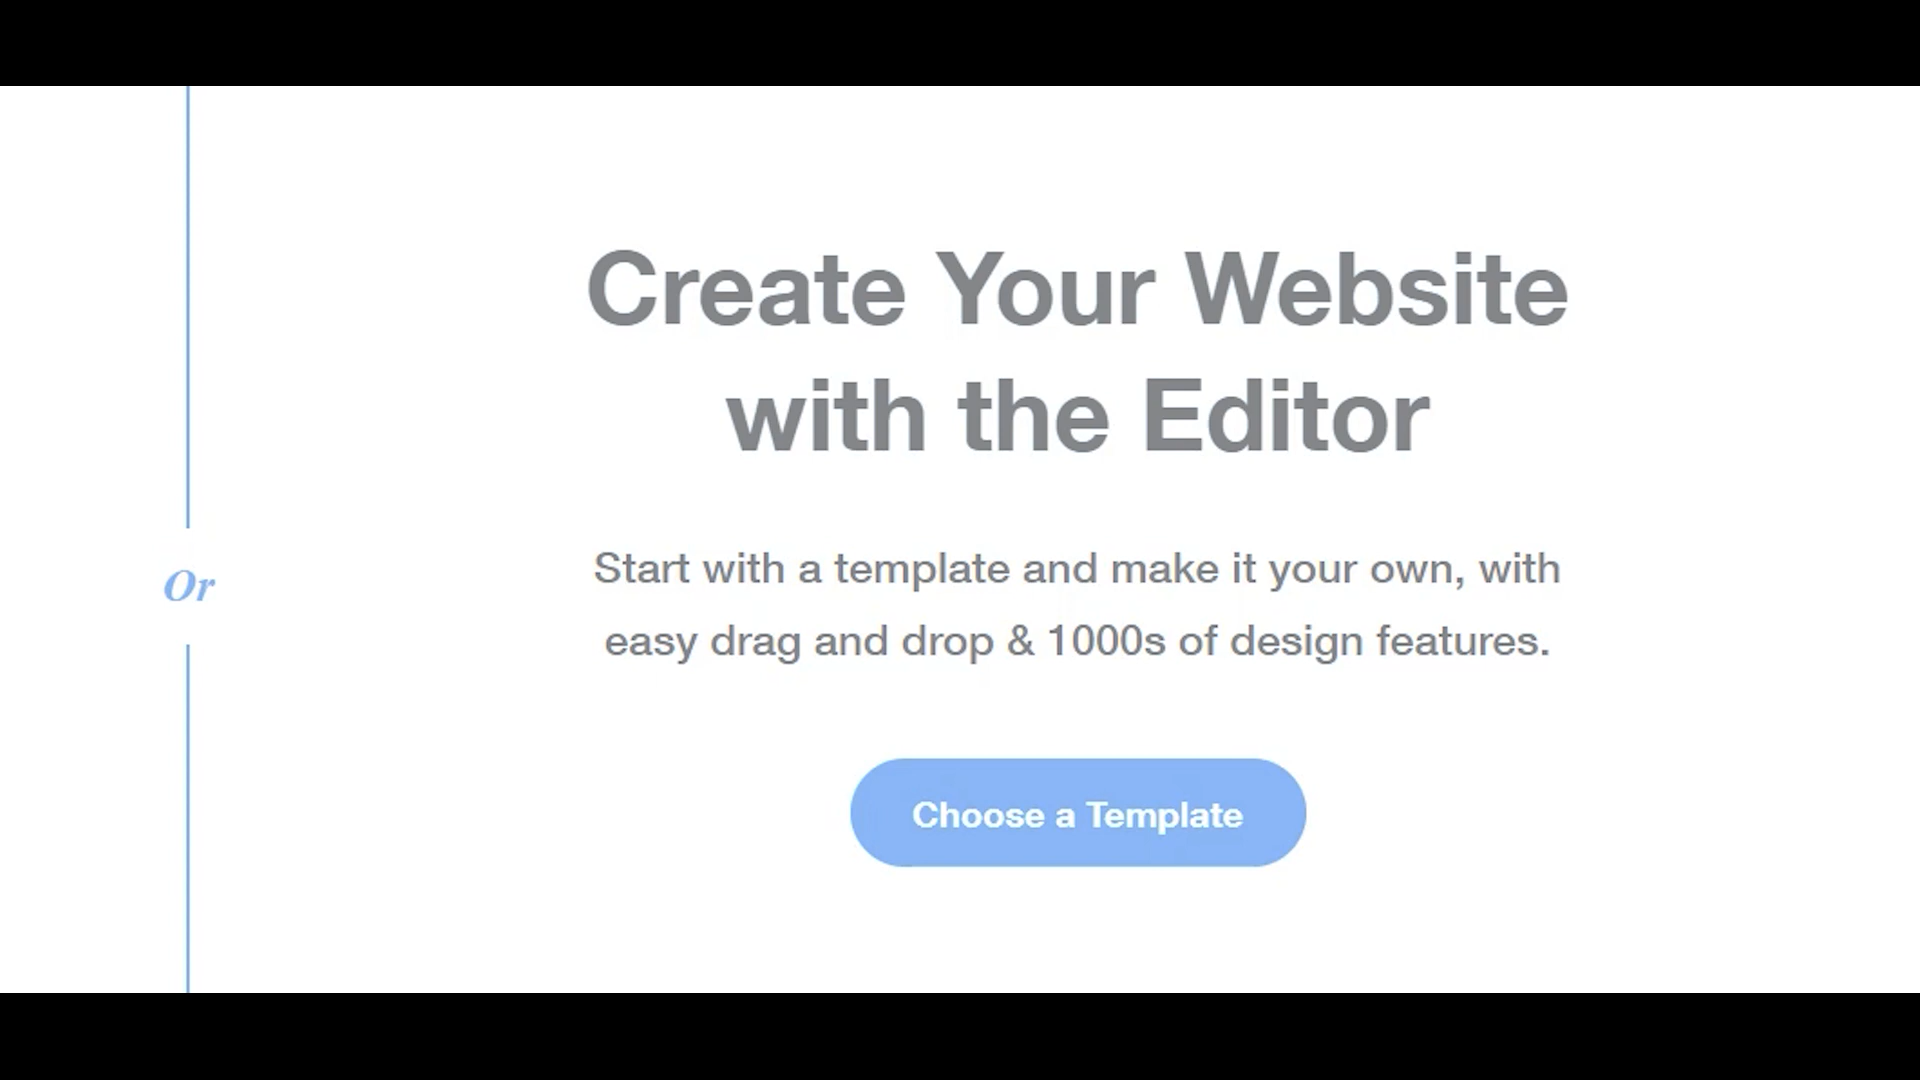 Create Your Website
with the Editor
Or
Start with a template and make it your own, with
easy drag and drop & 1000s of design features.
Choose a Template